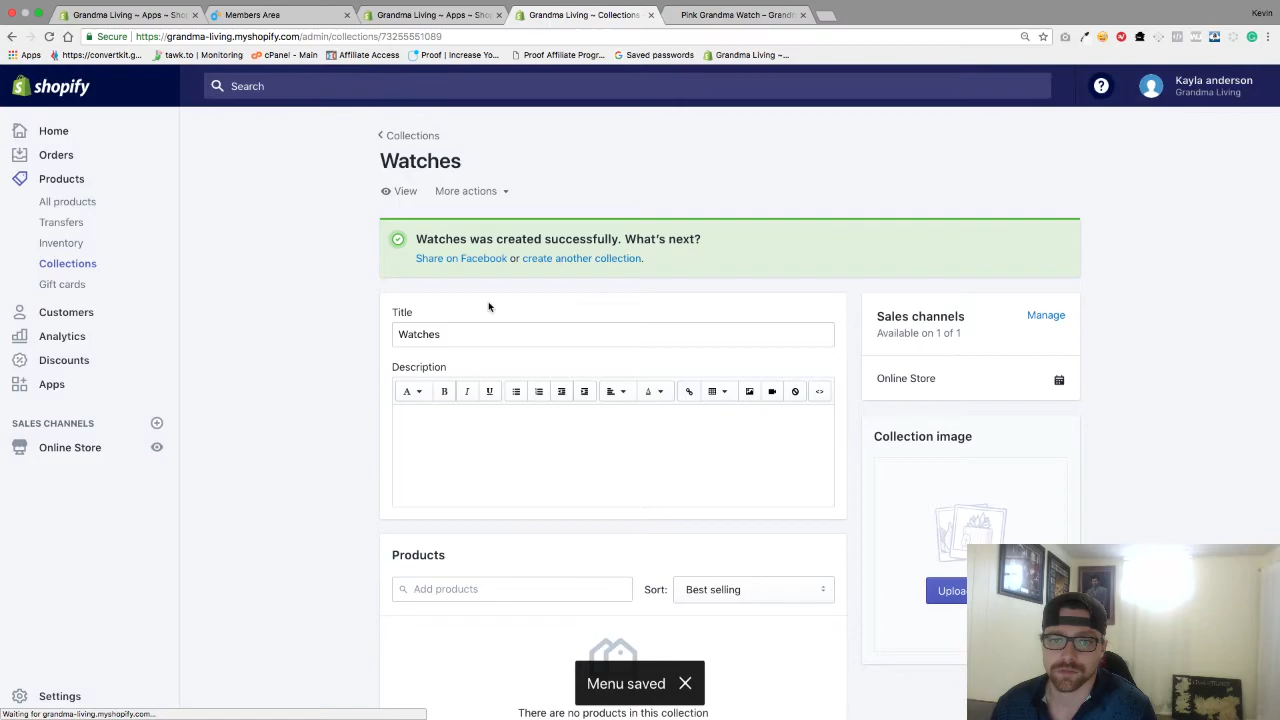 Grandma Living ~ Apps ~ Shop
Members Area
Grandma Living ~ Apps ~ Shop
Grandma Living ~ Collections
Pink Grandma Watch – Grandm
Kevin
Secure https://grandma-living.myshopify.com/admin/collections/73255551089
Apps https://convertkit.g... tawk.to | Monitoring cPanel - Main Affiliate Access Proof | Increase Yo... Proof Affiliate Progr... Saved passwords Grandma Living ~...
shopify
Search
?
Kayla anderson
Grandma Living
Home
Orders
Products
All products
Transfers
Inventory
Collections
Gift cards
Customers
Analytics
Discounts
Apps
SALES CHANNELS
Online Store
Settings
Waiting for grandma-living.myshopify.com...
Collections
Watches
View More actions
Watches was created successfully. What's next?
Share on Facebook or create another collection.
Title
Watches
Description
A B I U A <>
Products
Add products
Sort: Best selling
There are no products in this collection
Menu saved
Sales channels Manage
Available on 1 of 1
Online Store
Collection image
Uploa